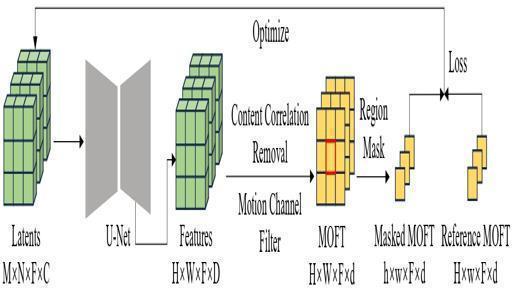 Optimize
Loss
Content Correlation
Removal
Region
Mask
Motion Channel
Filter
Latents
U-Net
Features
MOFT
Masked MOFT
Reference MOFT
M×N×F×C
H×W×F×D
H×W×F×d
h×w×F×d
H×w×F×d